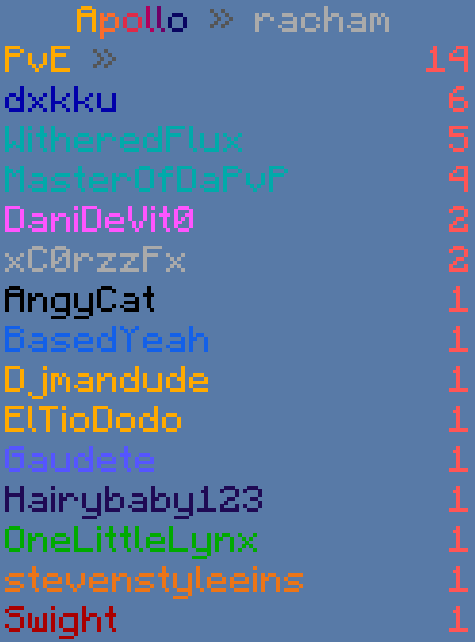 Apollo » racham
PvE » 14
dxkku 6
WitheredFlux 5
MasterOfDaPvP 4
DaniDeVit0 2
xC0rzzFx 2
AngyCat 1
BasedYeah 1
D_jmandude 1
ElTioDodo 1
Gaudete 1
Hairybaby123 1
OneLittleLynx 1
stevenstyleeins 1
Swight 1